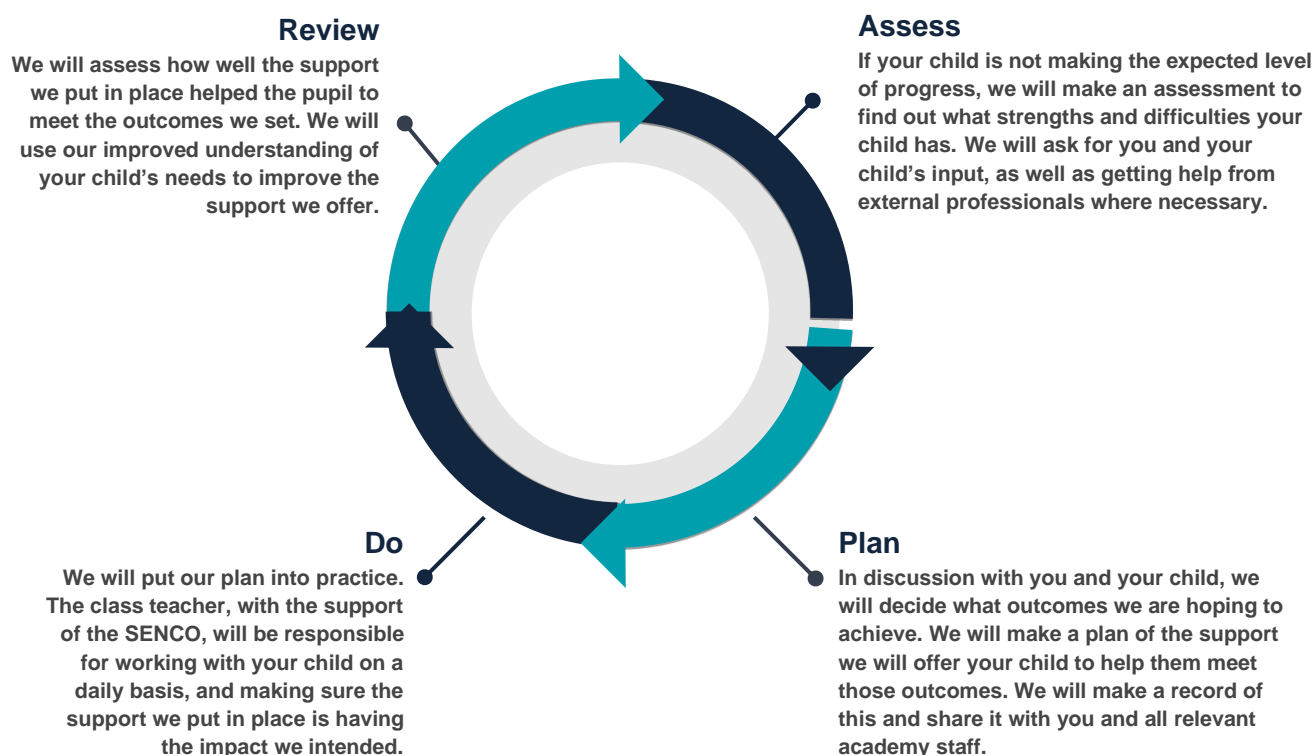 Review
We will assess how well the support
we put in place helped the pupil to
meet the outcomes we set. We will
use our improved understanding of
your child’s needs to improve the
support we offer.
Assess
If your child is not making the expected level
of progress, we will make an assessment to
find out what strengths and difficulties your
child has. We will ask for you and your
child’s input, as well as getting help from
external professionals where necessary.
Do
We will put our plan into practice.
The class teacher, with the support
of the SENCO, will be responsible
for working with your child on a
daily basis, and making sure the
support we put in place is having
the impact we intended.
Plan
In discussion with you and your child, we
will decide what outcomes we are hoping to
achieve. We will make a plan of the support
we will offer your child to help them meet
those outcomes. We will make a record of
this and share it with you and all relevant
academy staff.